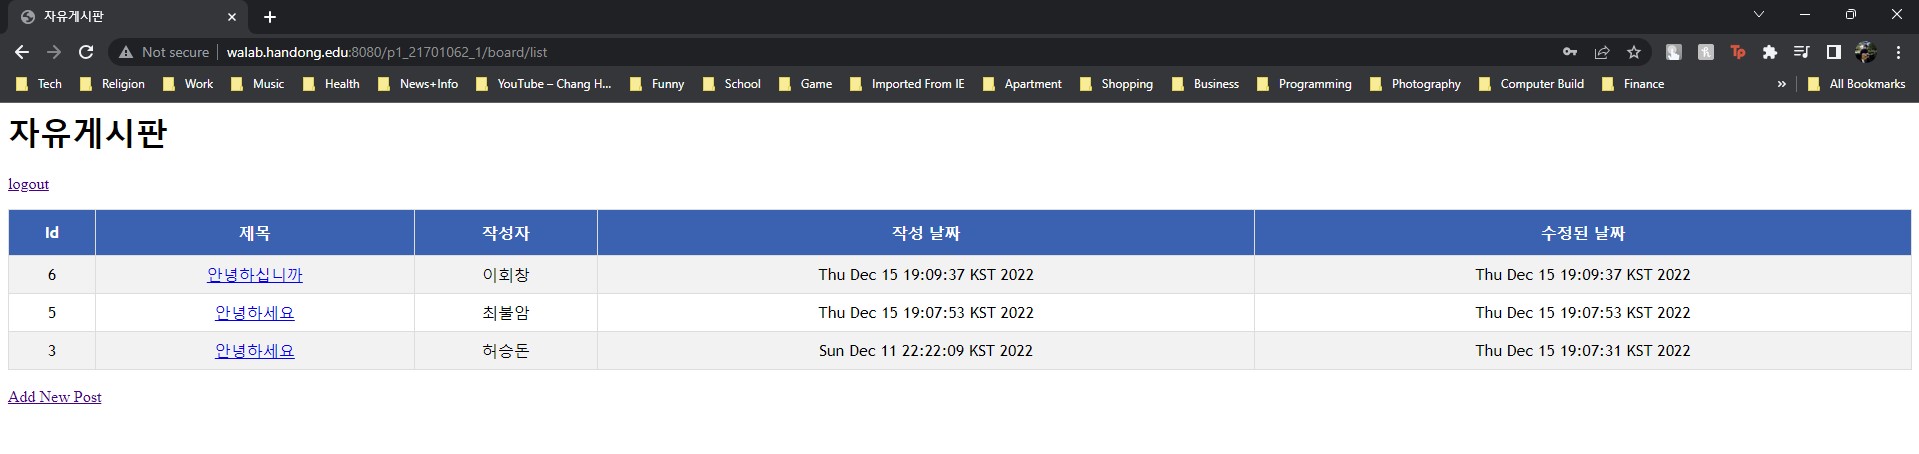 자유게시판
Not secure walab.handong.edu:8080/p1_21701062_1/board/list Tp
Tech Religion Work Music Health News+Info YouTube – Chang H... Funny School Game Imported From IE Apartment Shopping Business Programming Photography Computer Build Finance » All Bookmarks
자유게시판
logout
Id 제목 작성자 작성 날짜 수정된 날짜
6 안녕하십니까 이회창 Thu Dec 15 19:09:37 KST 2022 Thu Dec 15 19:09:37 KST 2022
5 안녕하세요 최불암 Thu Dec 15 19:07:53 KST 2022 Thu Dec 15 19:07:53 KST 2022
3 안녕하세요 허승돈 Sun Dec 11 22:22:09 KST 2022 Thu Dec 15 19:07:31 KST 2022
Add New Post